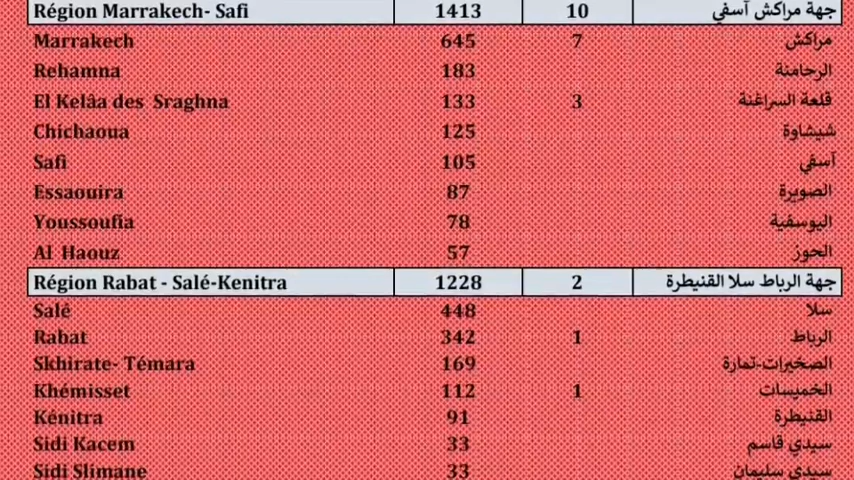 Région Marrakech- Safi 1413 10 جهة مراكش آسفي
Marrakech 645 7 مراكش
Rehamna 183 الرحامنة
El Kelâa des Sraghna 133 3 قلعة السراغنة
Chichaoua 125 شيشاوة
Safi 105 آسفي
Essaouira 87 الصويرة
Youssoufia 78 اليوسفية
Al Haouz 57 الحوز
Région Rabat - Salé-Kenitra 1228 2 جهة الرباط سلا القنيطرة
Salé 448 سلا
Rabat 342 1 الرباط
Skhirate- Témara 169 الصخيرات-تمارة
Khémisset 112 1 الخميسات
Kénitra 91 القنيطرة
Sidi Kacem 33 سيدي قاسم
Sidi Slimane 33 سيدي سليمان